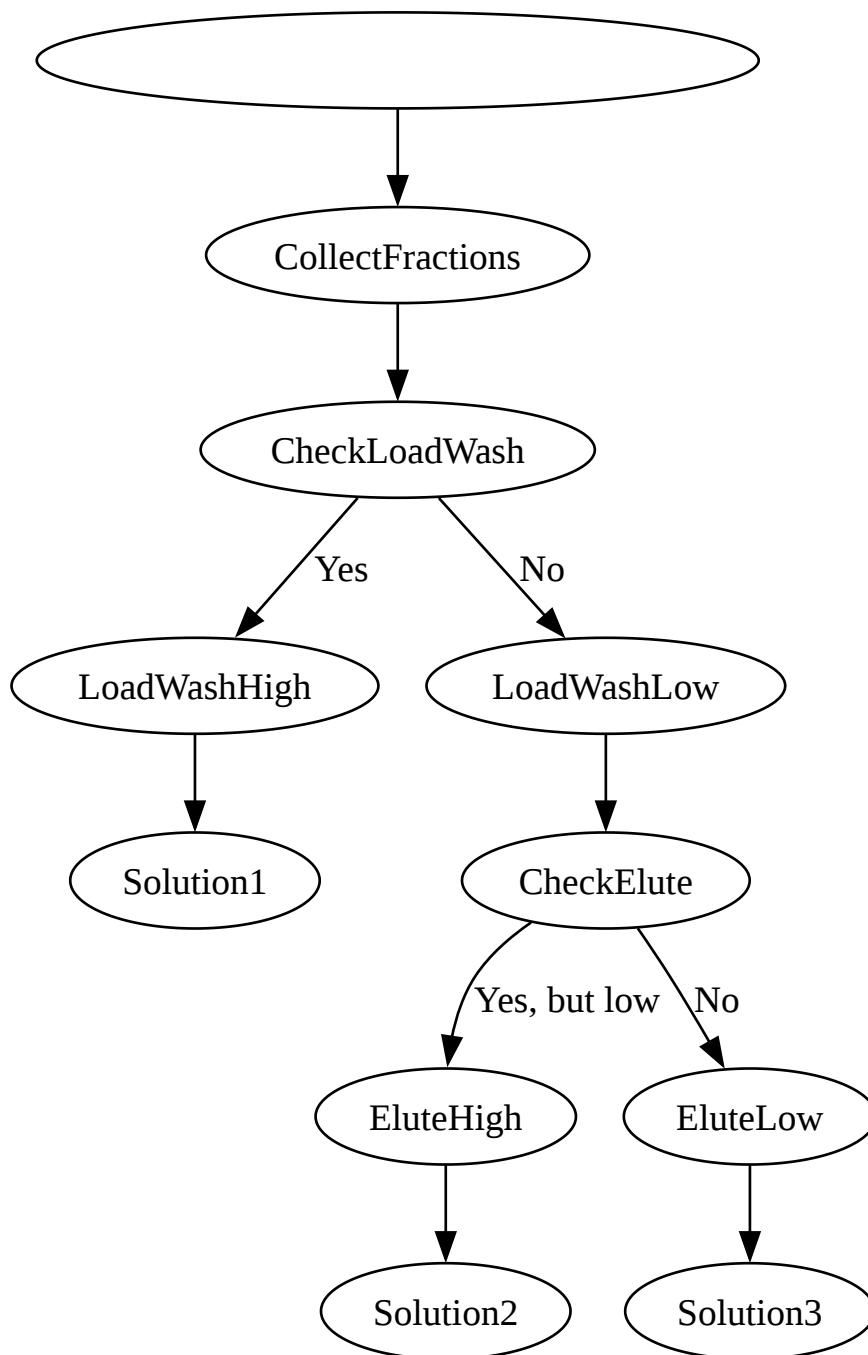 CollectFractions
CheckLoadWash
Yes
No
LoadWashHigh
LoadWashLow
Solution1
CheckElute
Yes, but low
No
EluteHigh
EluteLow
Solution2
Solution3